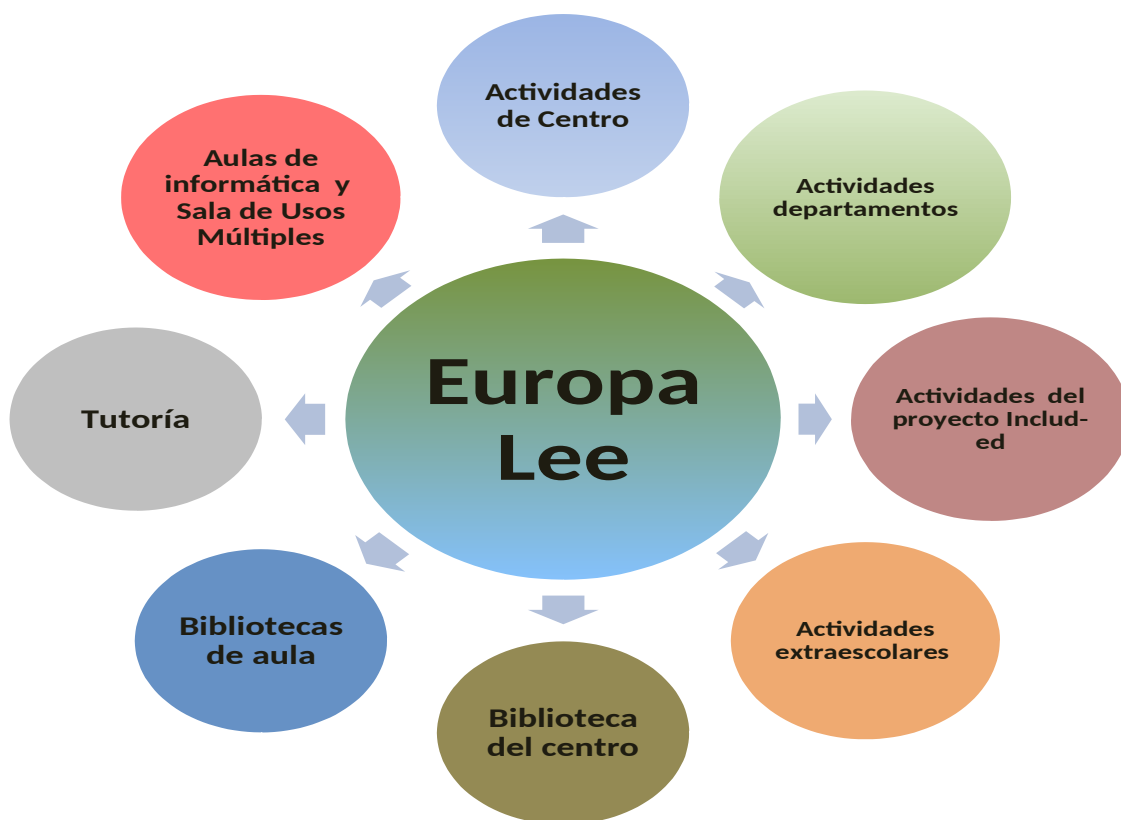 Actividades
de Centro
Actividades
departamentos
Actividades del
proyecto Includ-
ed
Actividades
extraescolares
Biblioteca
del centro
Bibliotecas
de aula
Tutoría
Aulas de
informática y
Sala de Usos
Múltiples
Europa
Lee